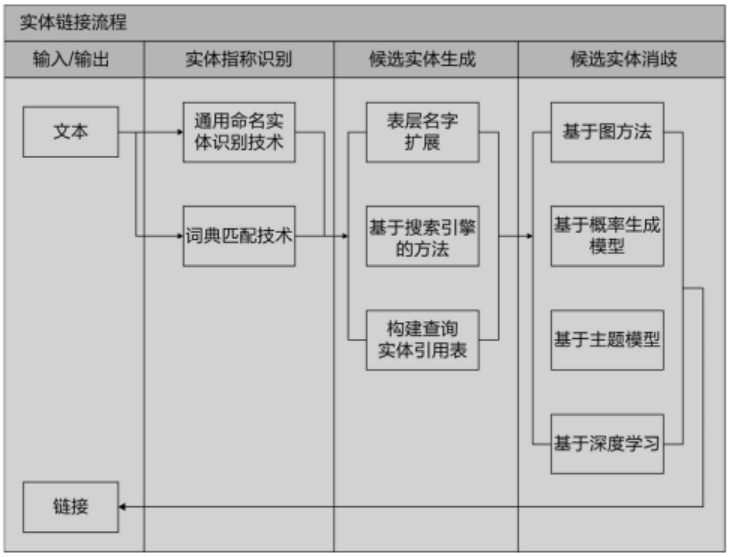 实体链接流程
输入/输出
实体指称识别
候选实体生成
候选实体消歧
文本
通用命名实
体识别技术
词典匹配技术
表层名字
扩展
基于搜索引擎
的方法
构建查询
实体引用表
基于图方法
基于概率生成
模型
基于主题模型
基于深度学习
链接